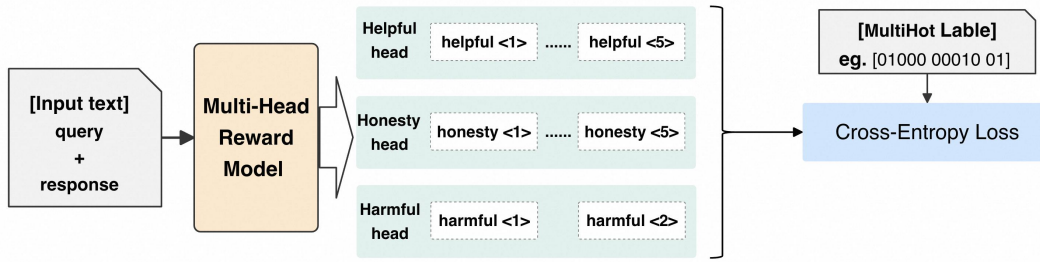 [Input text]
query
+
response
Multi-Head
Reward
Model
Helpful
head
helpful <1> ...... helpful <5>
Honesty
head
honesty <1> ...... honesty <5>
Harmful
head
harmful <1> harmful <2>
[MultiHot Lable]
eg. [01000 00010 01]
Cross-Entropy Loss